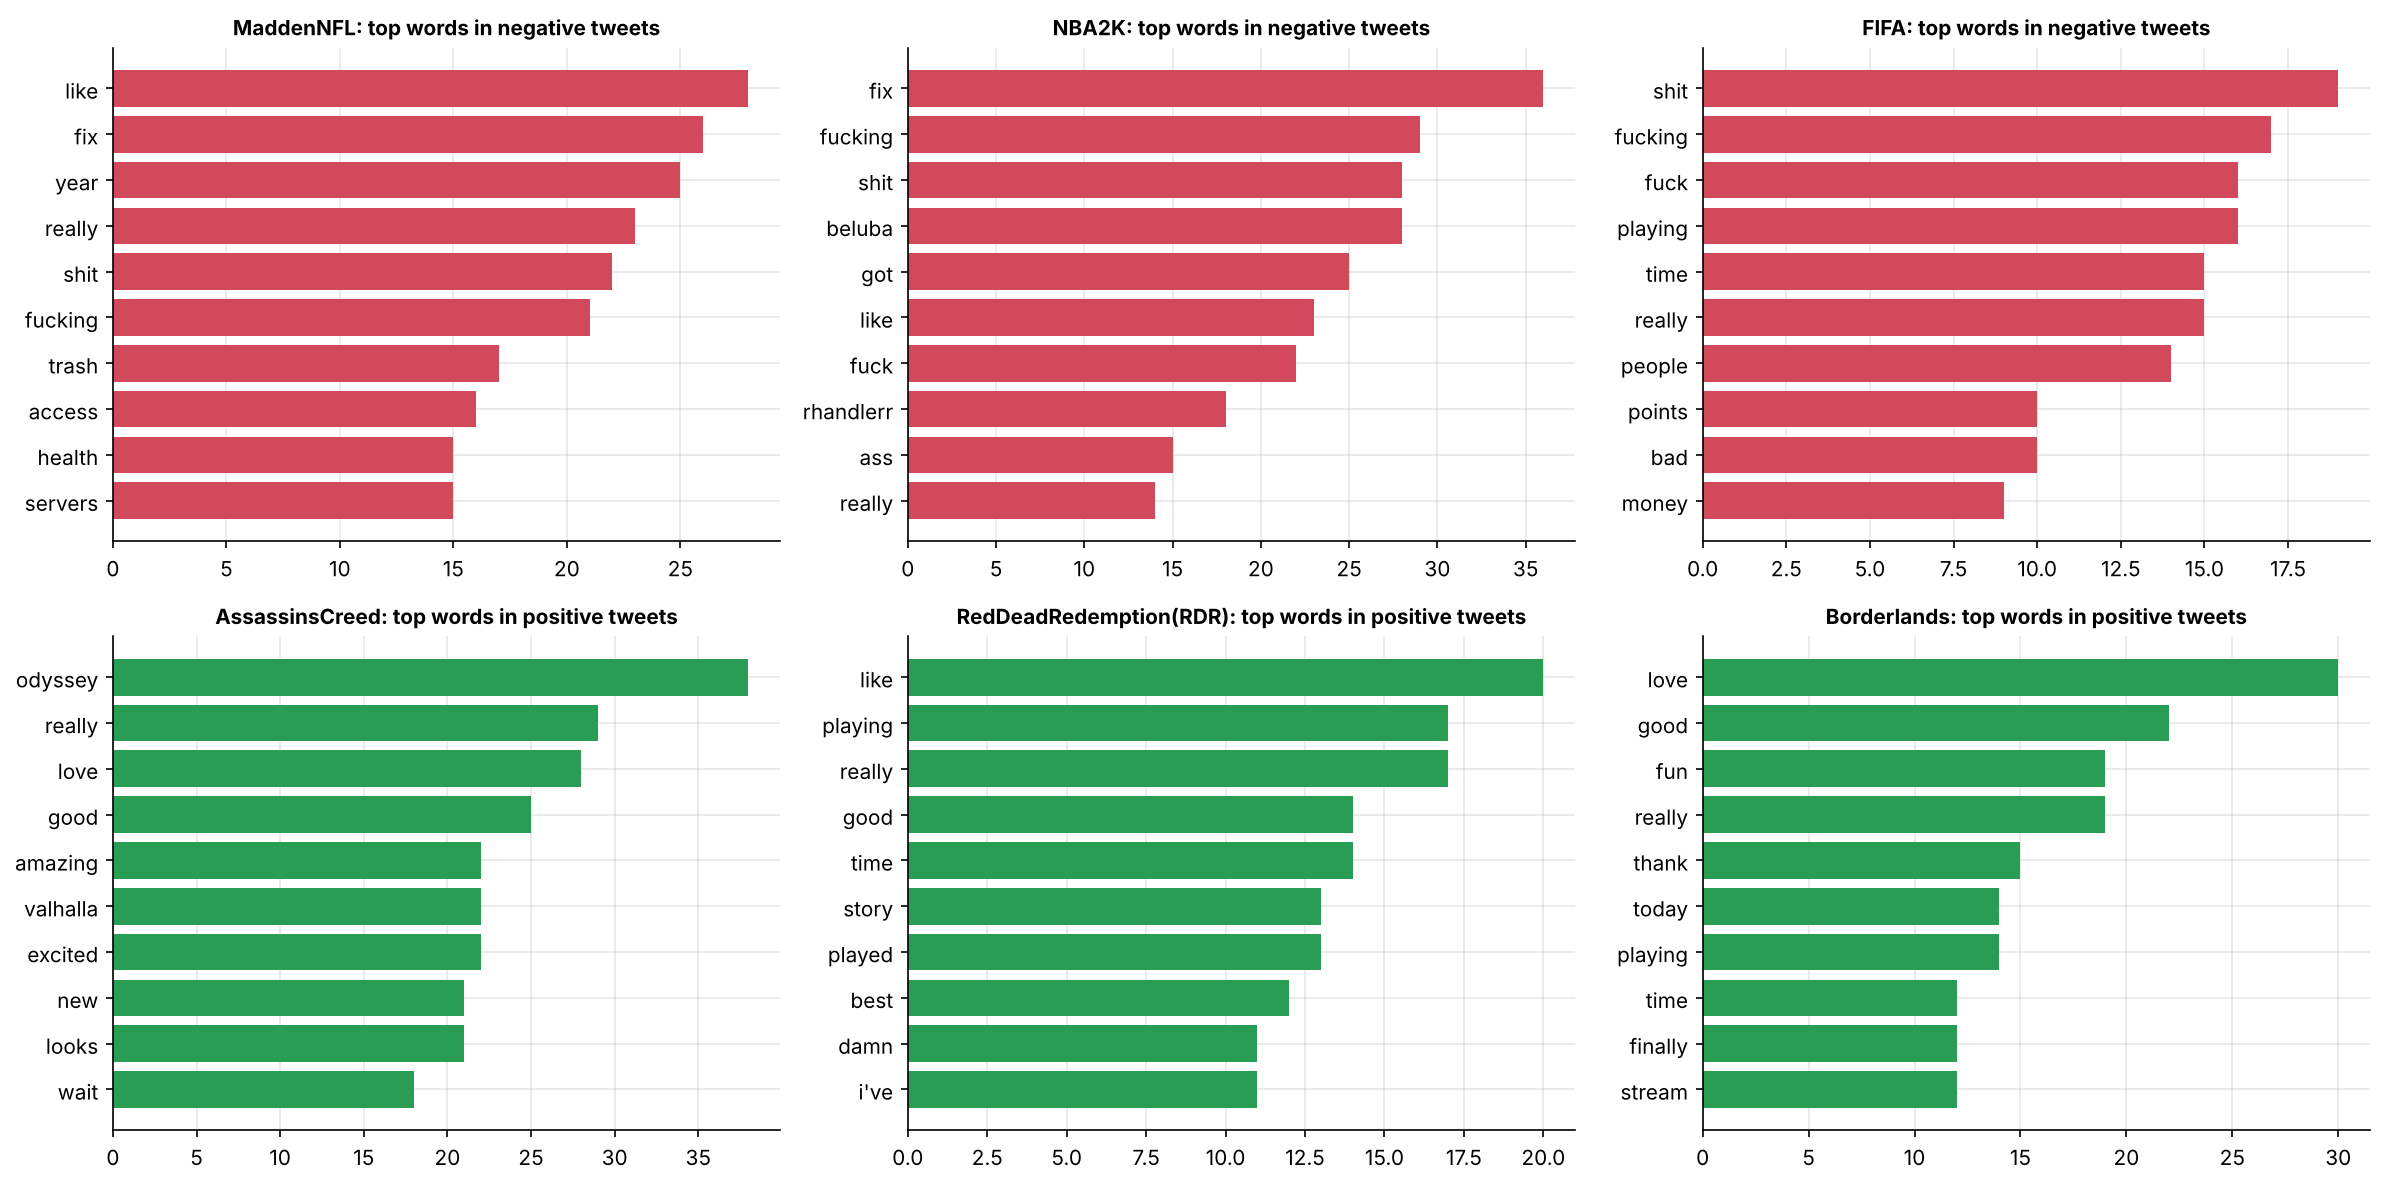 MaddenNFL: top words in negative tweets
like
fix
year
really
shit
fucking
trash
access
health
servers
0 5 10 15 20 25
NBA2K: top words in negative tweets
fix
fucking
shit
beluba
got
like
fuck
rhandlerr
ass
really
0 5 10 15 20 25 30 35
FIFA: top words in negative tweets
shit
fucking
fuck
playing
time
really
people
points
bad
money
0.0 2.5 5.0 7.5 10.0 12.5 15.0 17.5
AssassinsCreed: top words in positive tweets
odyssey
really
love
good
amazing
valhalla
excited
new
looks
wait
0 5 10 15 20 25 30 35
RedDeadRedemption(RDR): top words in positive tweets
like
playing
really
good
time
story
played
best
damn
i've
0.0 2.5 5.0 7.5 10.0 12.5 15.0 17.5 20.0
Borderlands: top words in positive tweets
love
good
fun
really
thank
today
playing
time
finally
stream
0 5 10 15 20 25 30